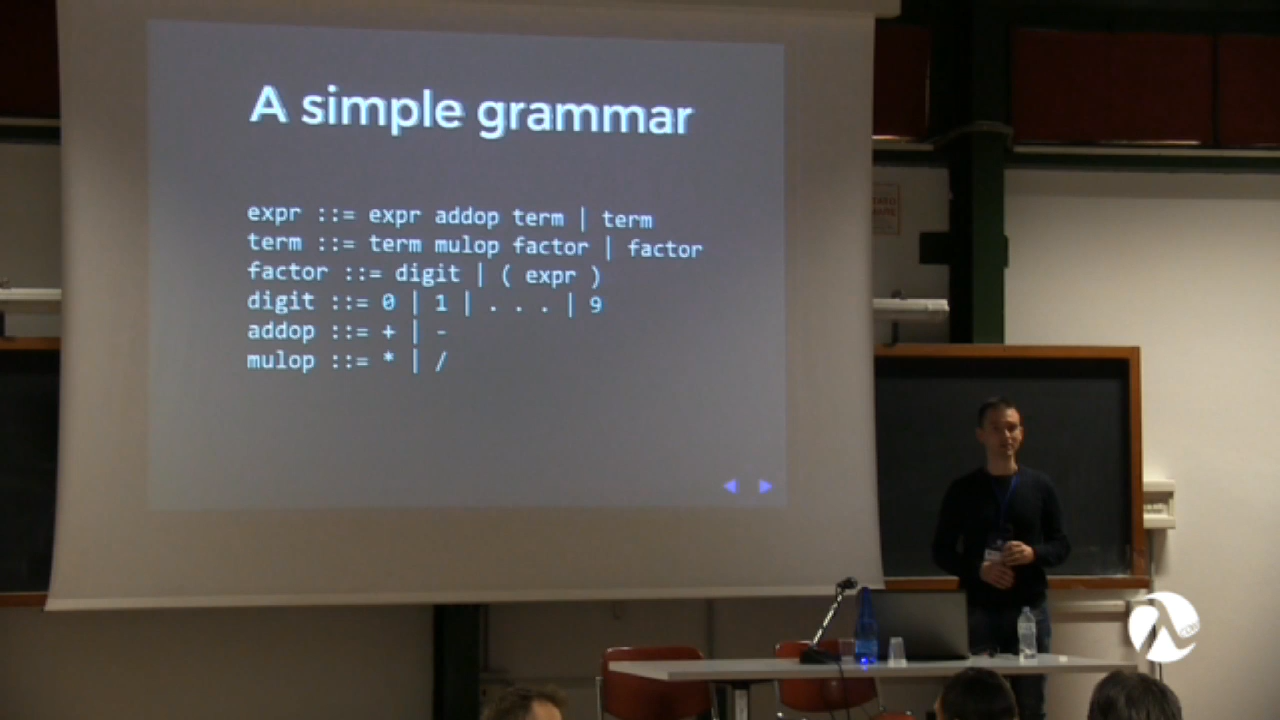 A simple grammar
expr ::= expr addop term | term
term ::= term mulop factor | factor
factor ::= digit | ( expr )
digit ::= 0 | 1 | . . . | 9
addop ::= + | -
mulop ::= * | /
λ